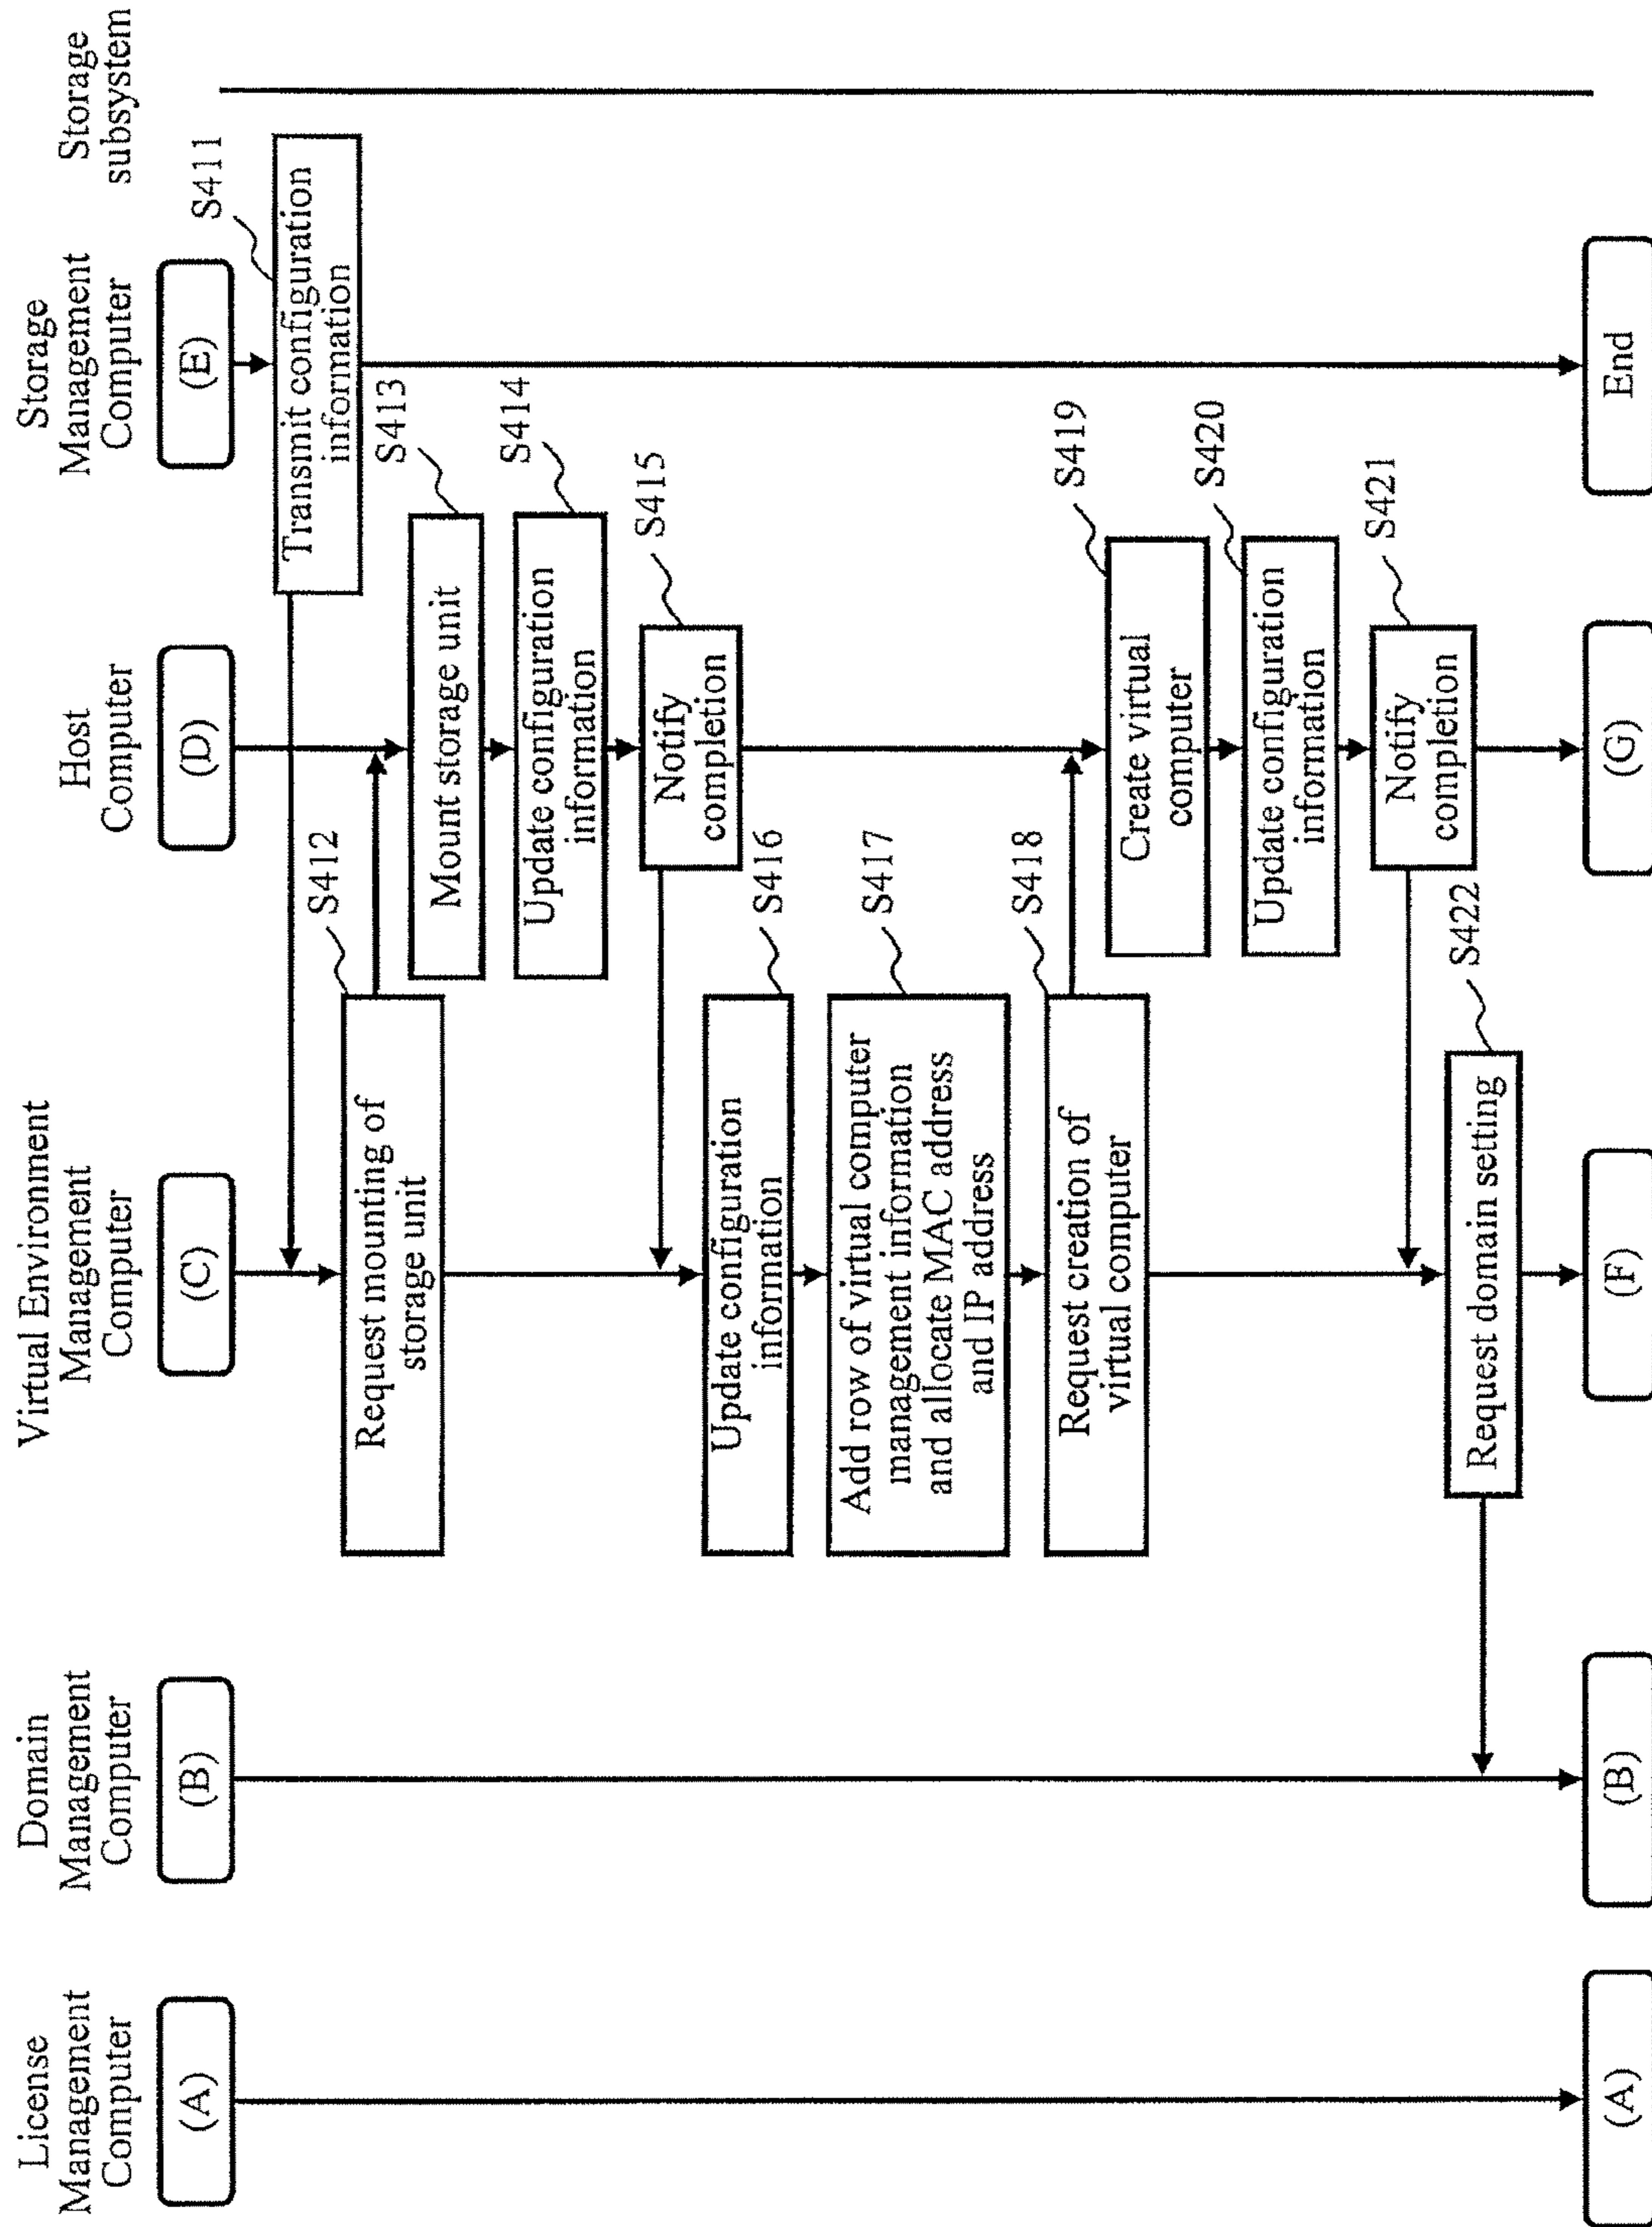 License
Management
Computer
Domain
Management
Computer
Virtual Environment
Management
Computer
Host
Computer
Storage
Management
Computer
Storage
subsystem
(A)
(B)
(C)
(D)
(E)
S411
Transmit configuration
information
S412
Request mounting of
storage unit
S413
Mount storage unit
S414
Update configuration
information
S415
Notify
completion
S416
Update configuration
information
S417
Add row of virtual computer
management information
and allocate MAC address
and IP address
S418
Request creation of
virtual computer
S419
Create virtual
computer
S420
Update configuration
information
S421
Notify
completion
S422
Request domain setting
(A)
(B)
(F)
(G)
End